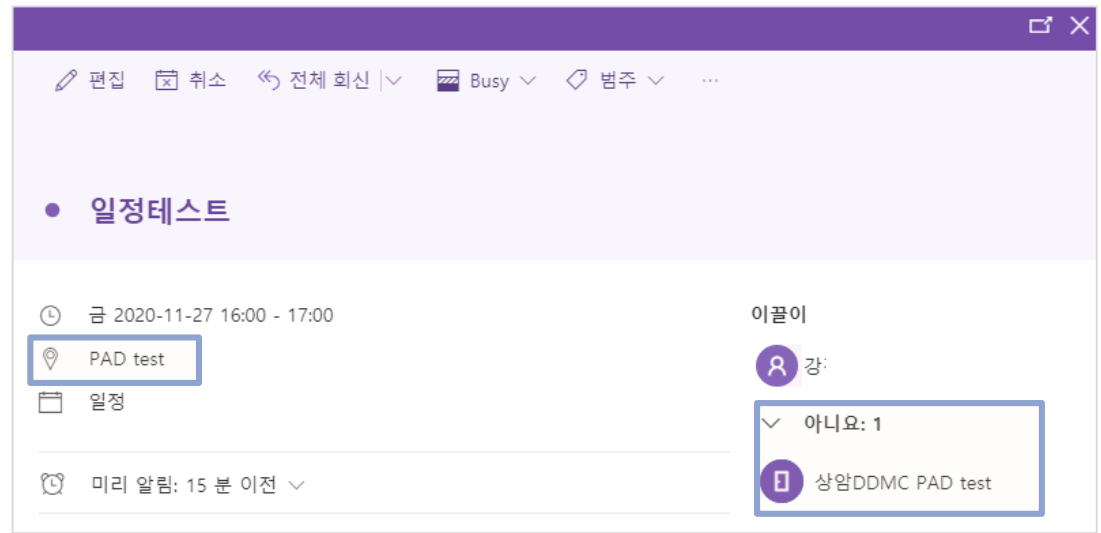 편집 취소 전체 회신 Busy 범주 ...
일정테스트
금 2020-11-27 16:00 - 17:00
PAD test
일정
미리 알림: 15 분 이전
이끌이
강
아니요: 1
상암DDMC PAD test